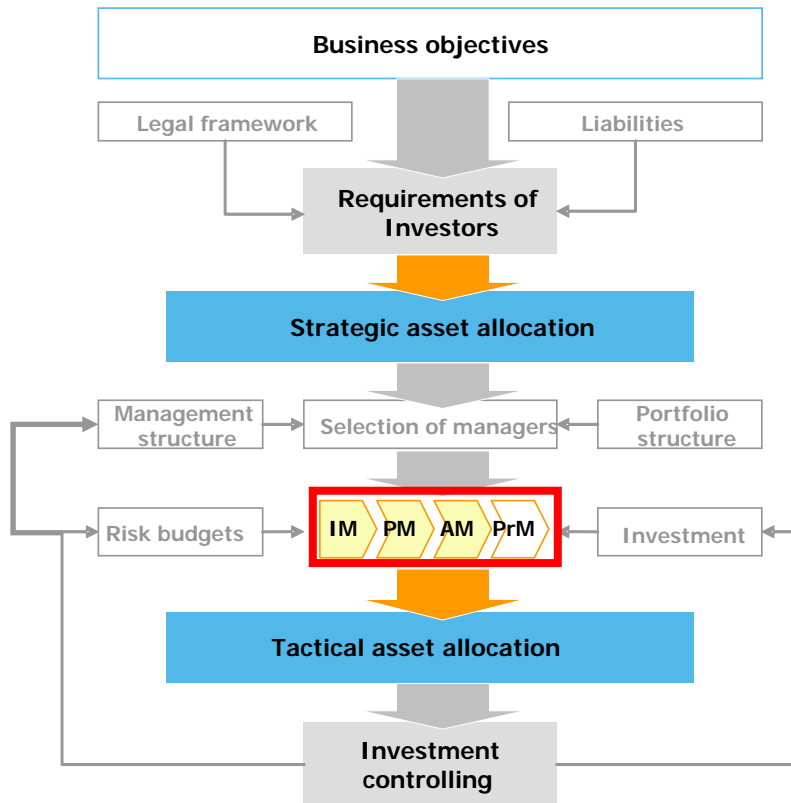 Business objectives
Legal framework
Liabilities
Requirements of
Investors
Strategic asset allocation
Management
structure
Selection of managers
Portfolio
structure
Risk budgets
IM
PM
AM
PrM
Investment
Tactical asset allocation
Investment
controlling